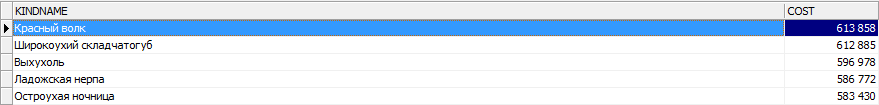 KINDNAME COST
Красный волк 613 858
Широкоухий складчатогуб 612 885
Выхухоль 596 978
Ладожская нерпа 586 772
Остроухая ночница 583 430